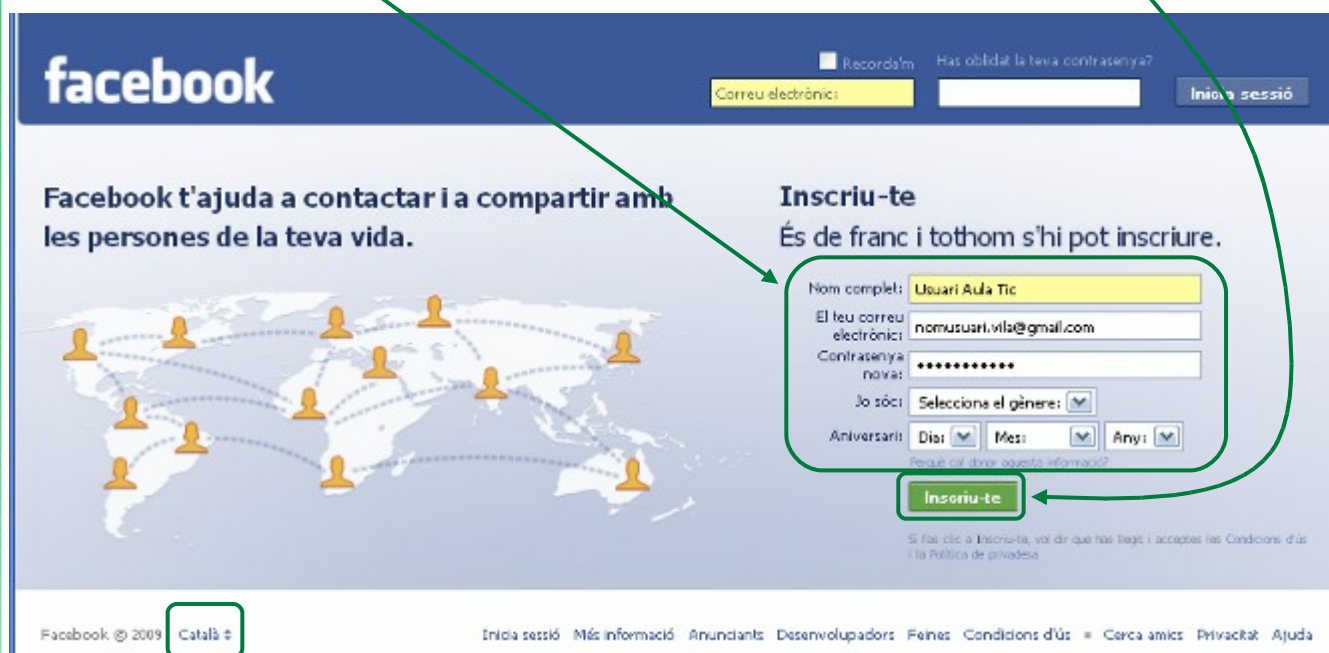 facebook
Recorda'm Has oblidat la teva contrasenya?
Correu electrònic:
Inicia sessió
Facebook t'ajuda a contactar i a compartir amb
les persones de la teva vida.
Inscriu-te
És de franc i tothom s'hi pot inscriure.
Nom complet: Usuari Aula Tic
El teu correu
electrònic: nomusuari.vila@gmail.com
Contrasenya
nova: •••••••••••
Jo sóc: Selecciona el gènere:
Aniversari: Dia: Mes: Any:
Perquè cal donar aquesta informació?
Inscriu-te
Si fas clic a Inscriu-te, vol dir que has llegit i acceptes les Condicions d'ús
i la Política de privadesa
Facebook © 2009 Català
Inicia sessió Més informació Anunciants Desenvolupadors Feines Condicions d'ús Cerca amics Privacitat Ajuda